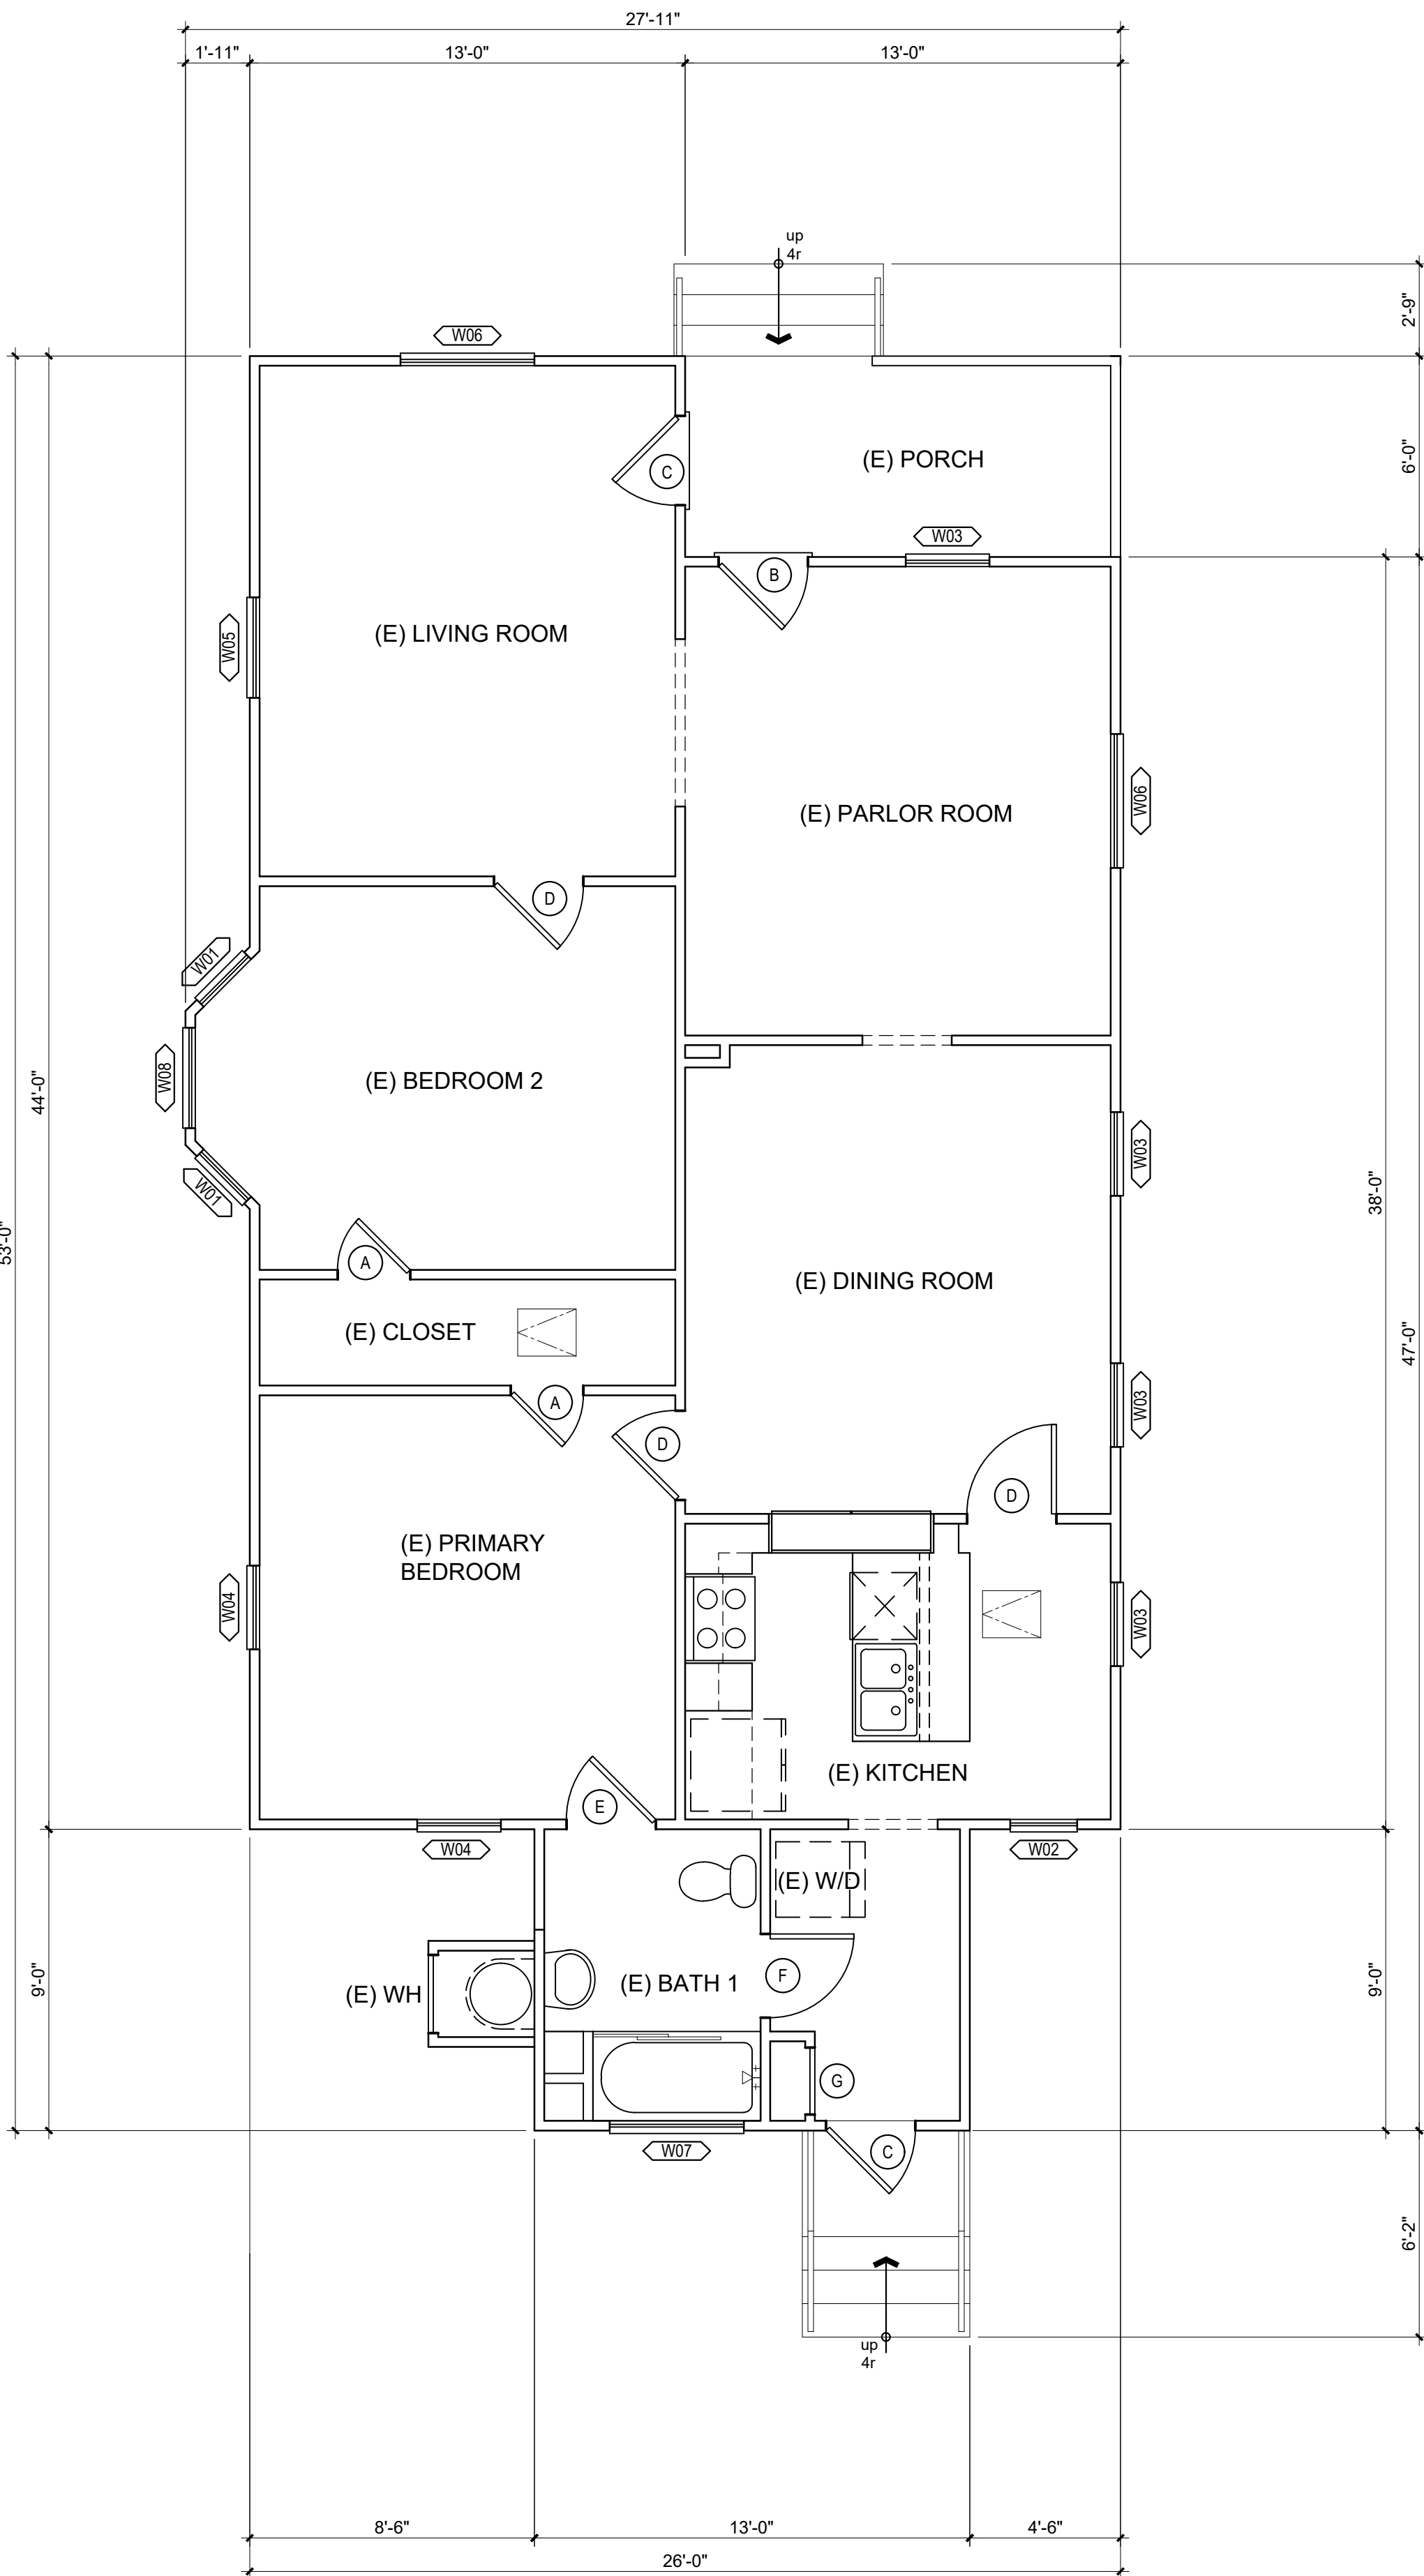 27'-11"
1'-11"
13'-0"
13'-0"
up
4r
2'-9"
W06
C
(E) PORCH
6'-0"
W03
B
(E) LIVING ROOM
W05
W06
(E) PARLOR ROOM
D
W01
W08
(E) BEDROOM 2
44'-0"
W03
W01
38'-0"
53'-0"
A
(E) DINING ROOM
(E) CLOSET
47'-0"
A
W03
D
D
(E) PRIMARY
BEDROOM
W04
W03
(E) KITCHEN
E
W04
W02
(E) W/D
9'-0"
(E) WH
(E) BATH 1
F
9'-0"
G
W07
C
6'-2"
up
4r
8'-6"
13'-0"
4'-6"
26'-0"